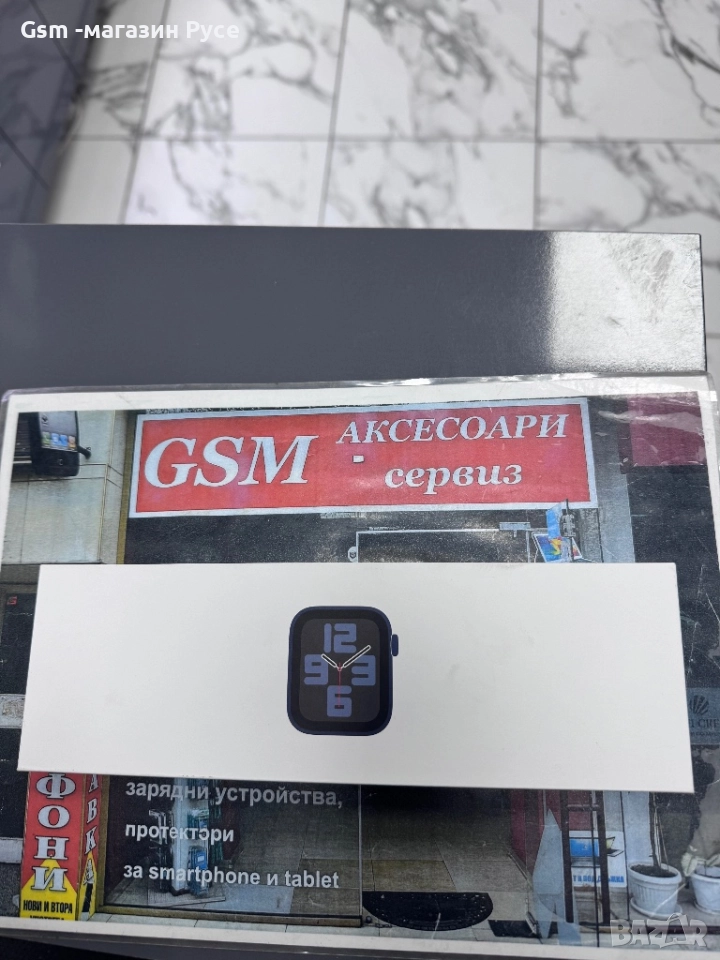 Gsm -магазин Русе
GSM
АКСЕСОАРИ
сервиз
12
9 3
6
зарядни устройства,
протектори
за smartphone и tablet
ФОНИ
НОВИ И ВТОРА
BAZAR